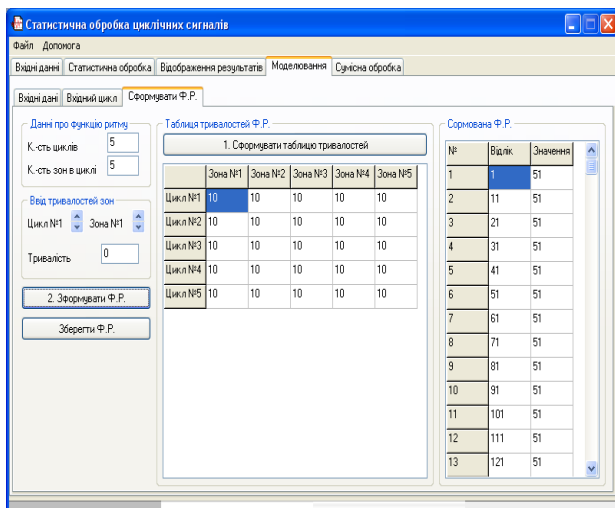 Статистична обробка циклічних сигналів
Файл Допомога
Вхідні данні Статистична обробка Відображення результатів Моделювання Сумісна обробка
Вхідні дані Вхідний цикл Сформувати Ф.Р.
Данні про функцію ритму
К.-сть циклів 5
К.-сть зон в циклі 5
Ввід тривалостей зон
Цикл №1 Зона №1
Тривалість 0
2. Зформувати Ф.Р.
Зберегти Ф.Р.
Таблиця тривалостей Ф.Р.
1. Сформувати таблицю тривалостей
Зона №1 Зона №2 Зона №3 Зона №4 Зона №5
Цикл №1 10 10 10 10 10
Цикл №2 10 10 10 10 10
Цикл №3 10 10 10 10 10
Цикл №4 10 10 10 10 10
Цикл №5 10 10 10 10 10
Сормована Ф.Р.
№ Відлік Значення
1 1 51
2 11 51
3 21 51
4 31 51
5 41 51
6 51 51
7 61 51
8 71 51
9 81 51
10 91 51
11 101 51
12 111 51
13 121 51